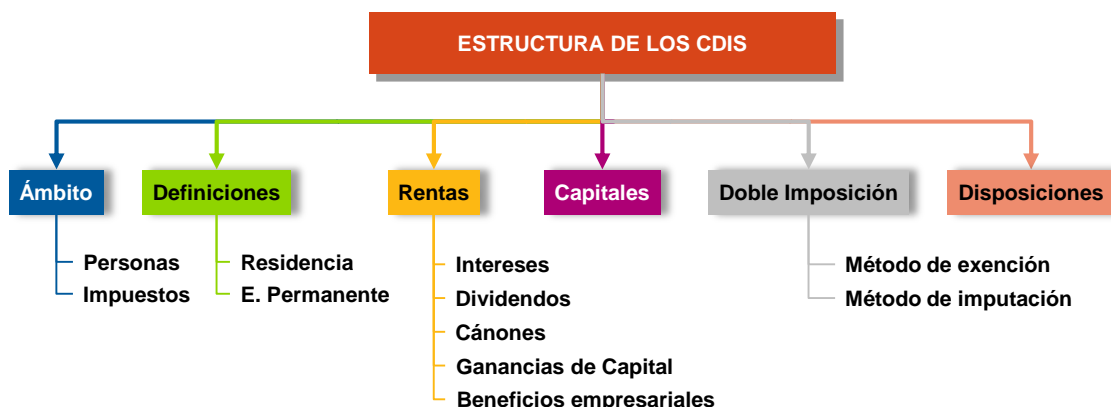 ESTRUCTURA DE LOS CDIS
Ámbito
Personas
Impuestos
Definiciones
Residencia
E. Permanente
Rentas
Intereses
Dividendos
Cánones
Ganancias de Capital
Beneficios empresariales
Capitales
Doble Imposición
Método de exención
Método de imputación
Disposiciones